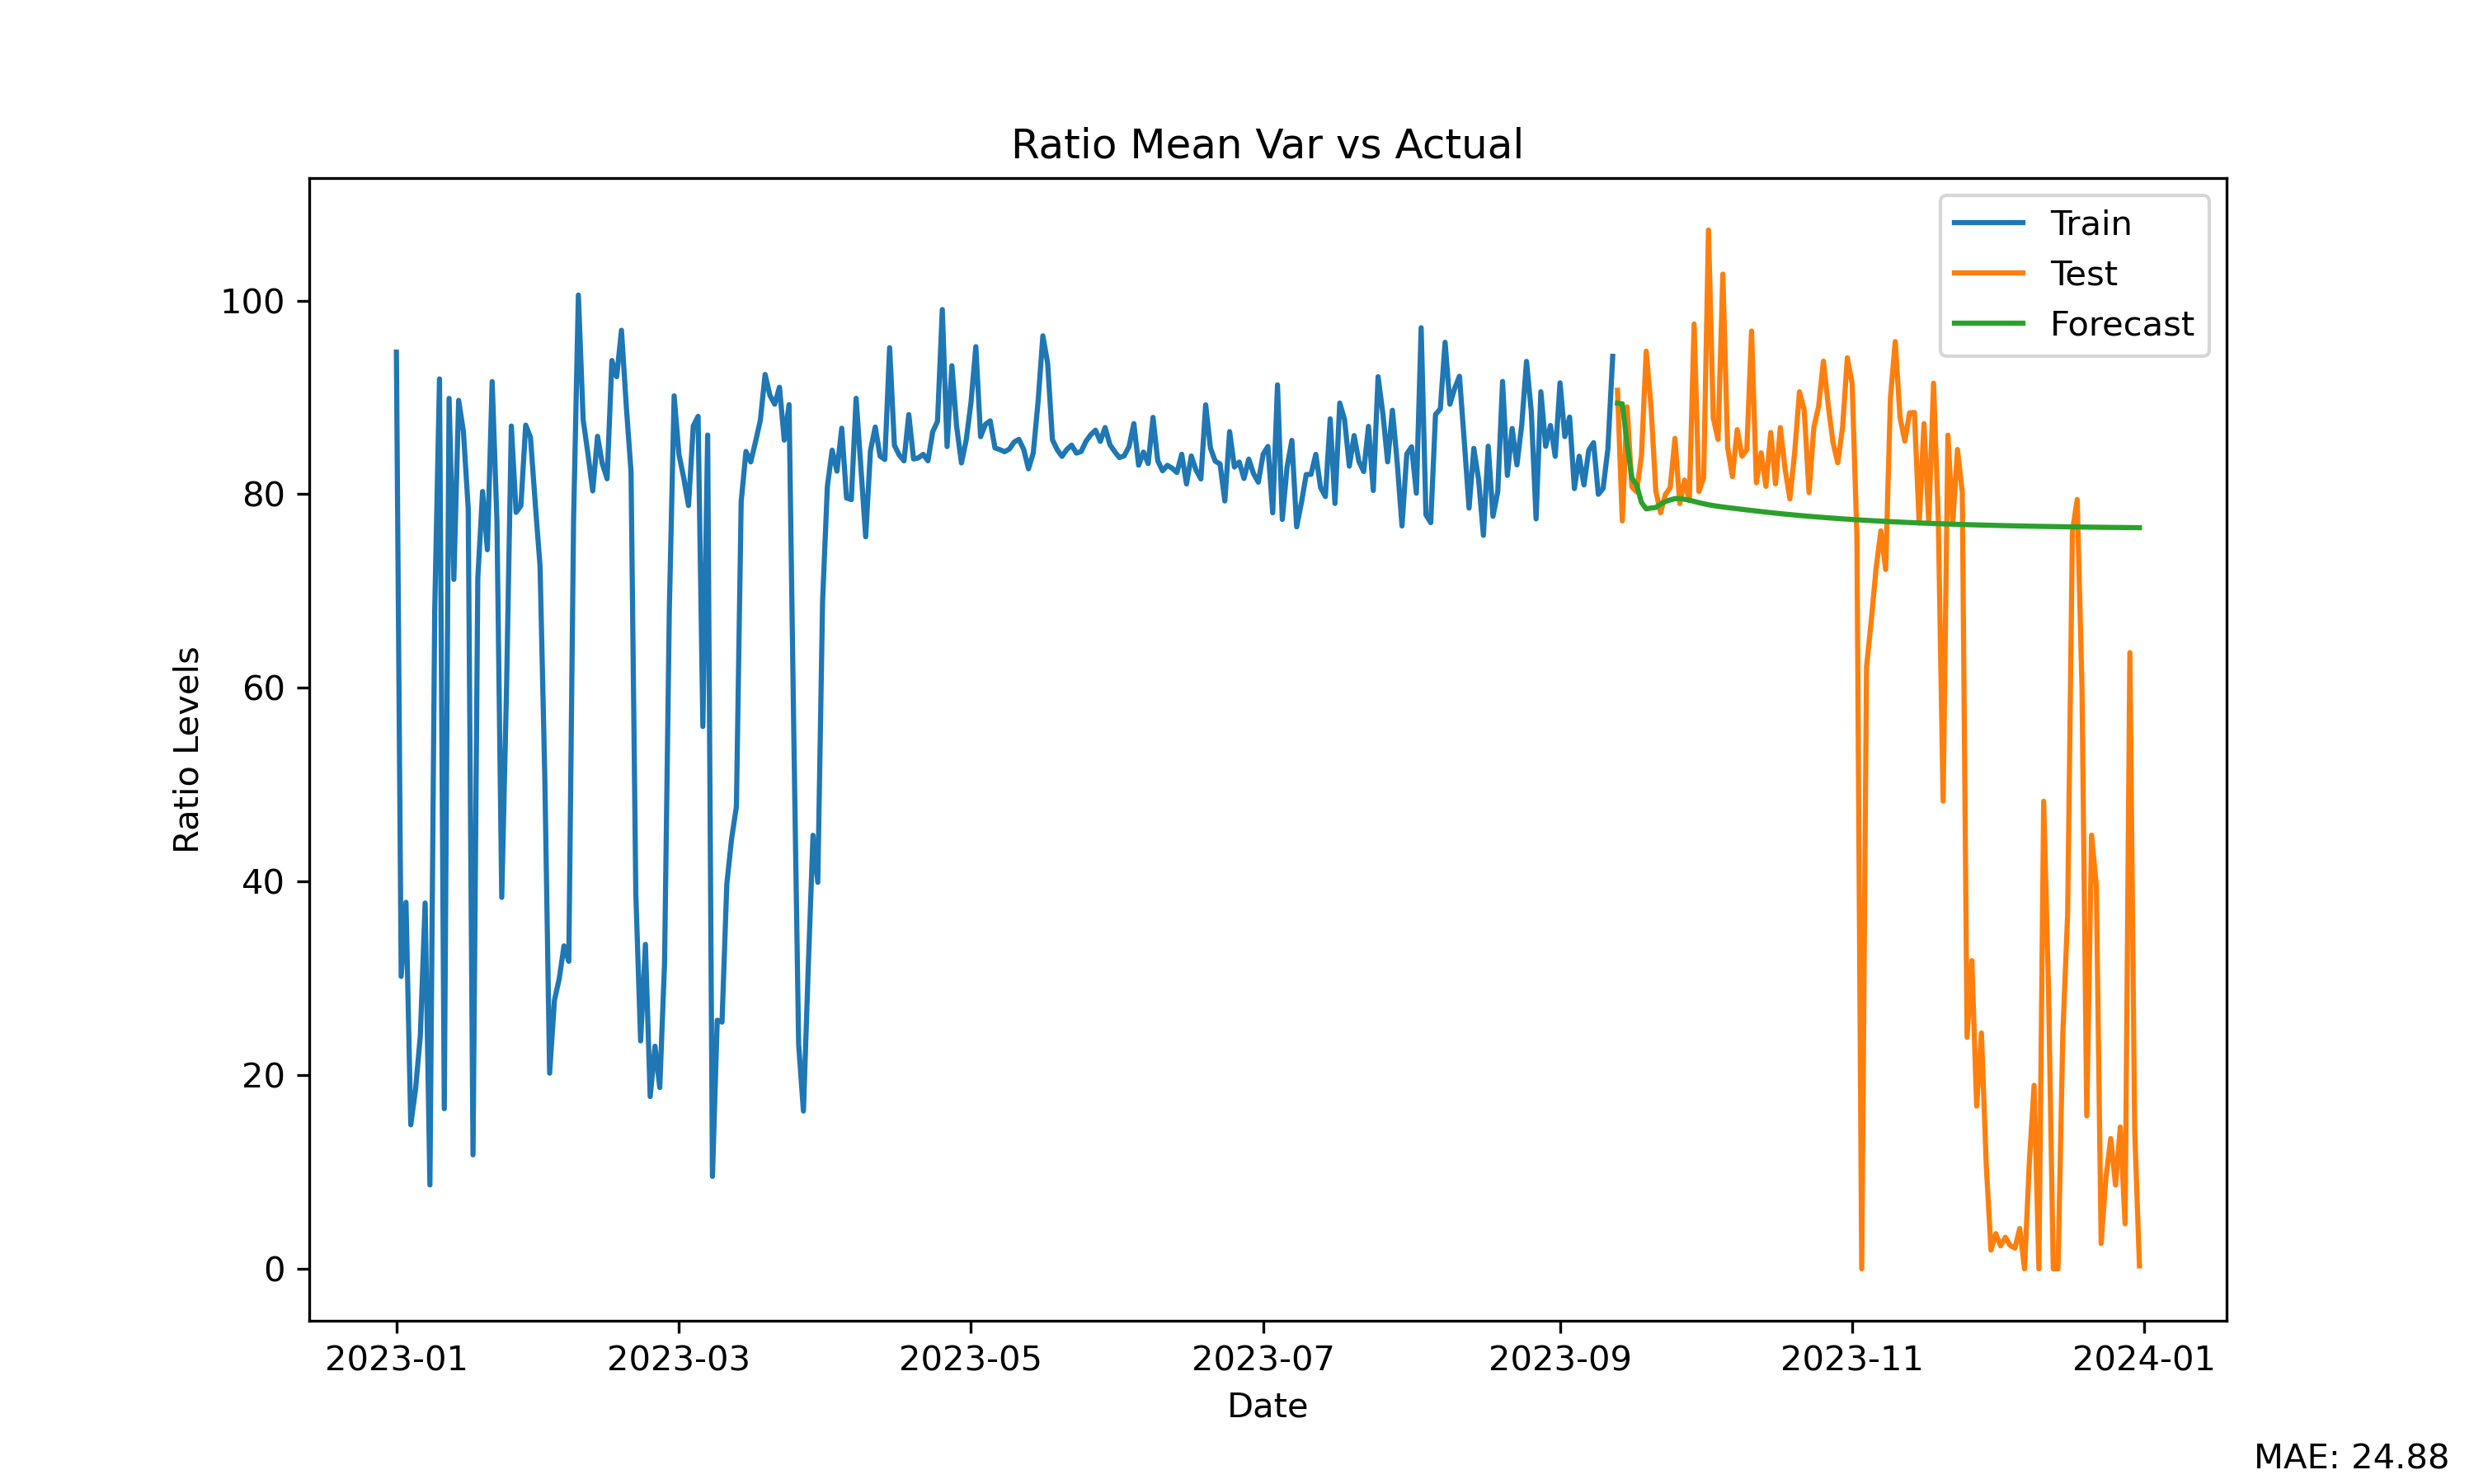 Ratio Mean Var vs Actual
Train
Test
Forecast
100
80
60
40
20
0
Ratio Levels
2023-01 2023-03 2023-05 2023-07 2023-09 2023-11 2024-01
Date
MAE: 24.88